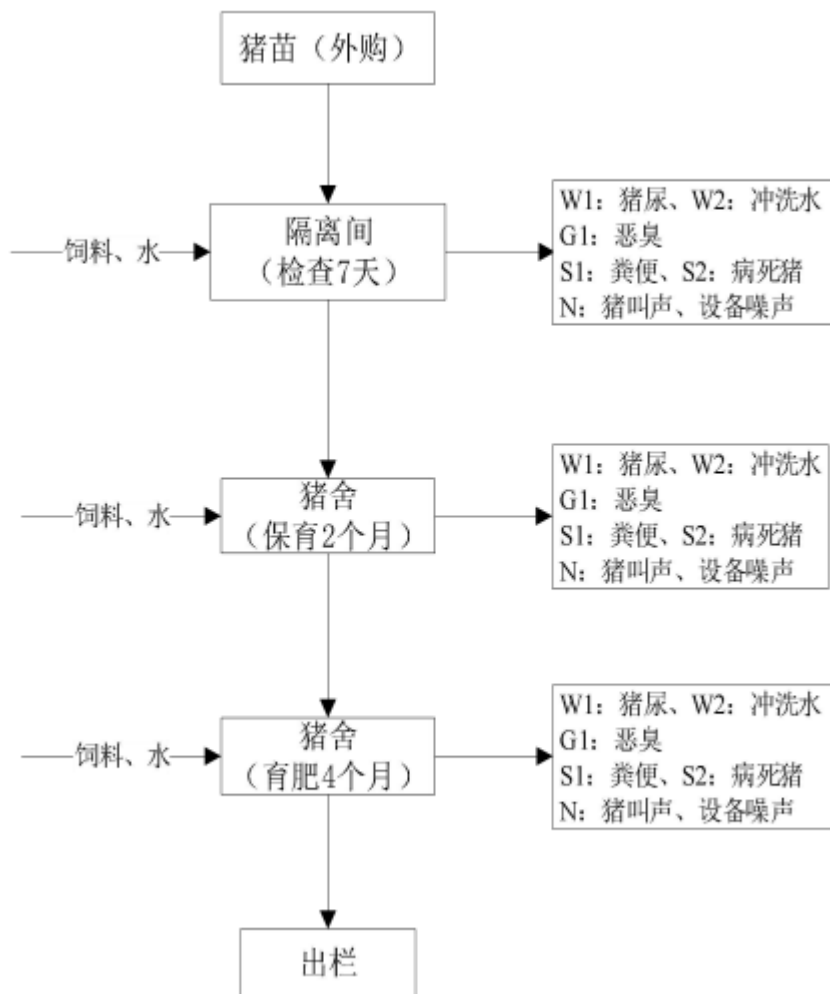 猪苗（外购）
饲料、水
隔离间
（检查7天）
W1：猪尿、W2：冲洗水
G1：恶臭
S1：粪便、S2：病死猪
N：猪叫声、设备噪声
饲料、水
猪舍
（保育2个月）
W1：猪尿、W2：冲洗水
G1：恶臭
S1：粪便、S2：病死猪
N：猪叫声、设备噪声
饲料、水
猪舍
（育肥4个月）
W1：猪尿、W2：冲洗水
G1：恶臭
S1：粪便、S2：病死猪
N：猪叫声、设备噪声
出栏